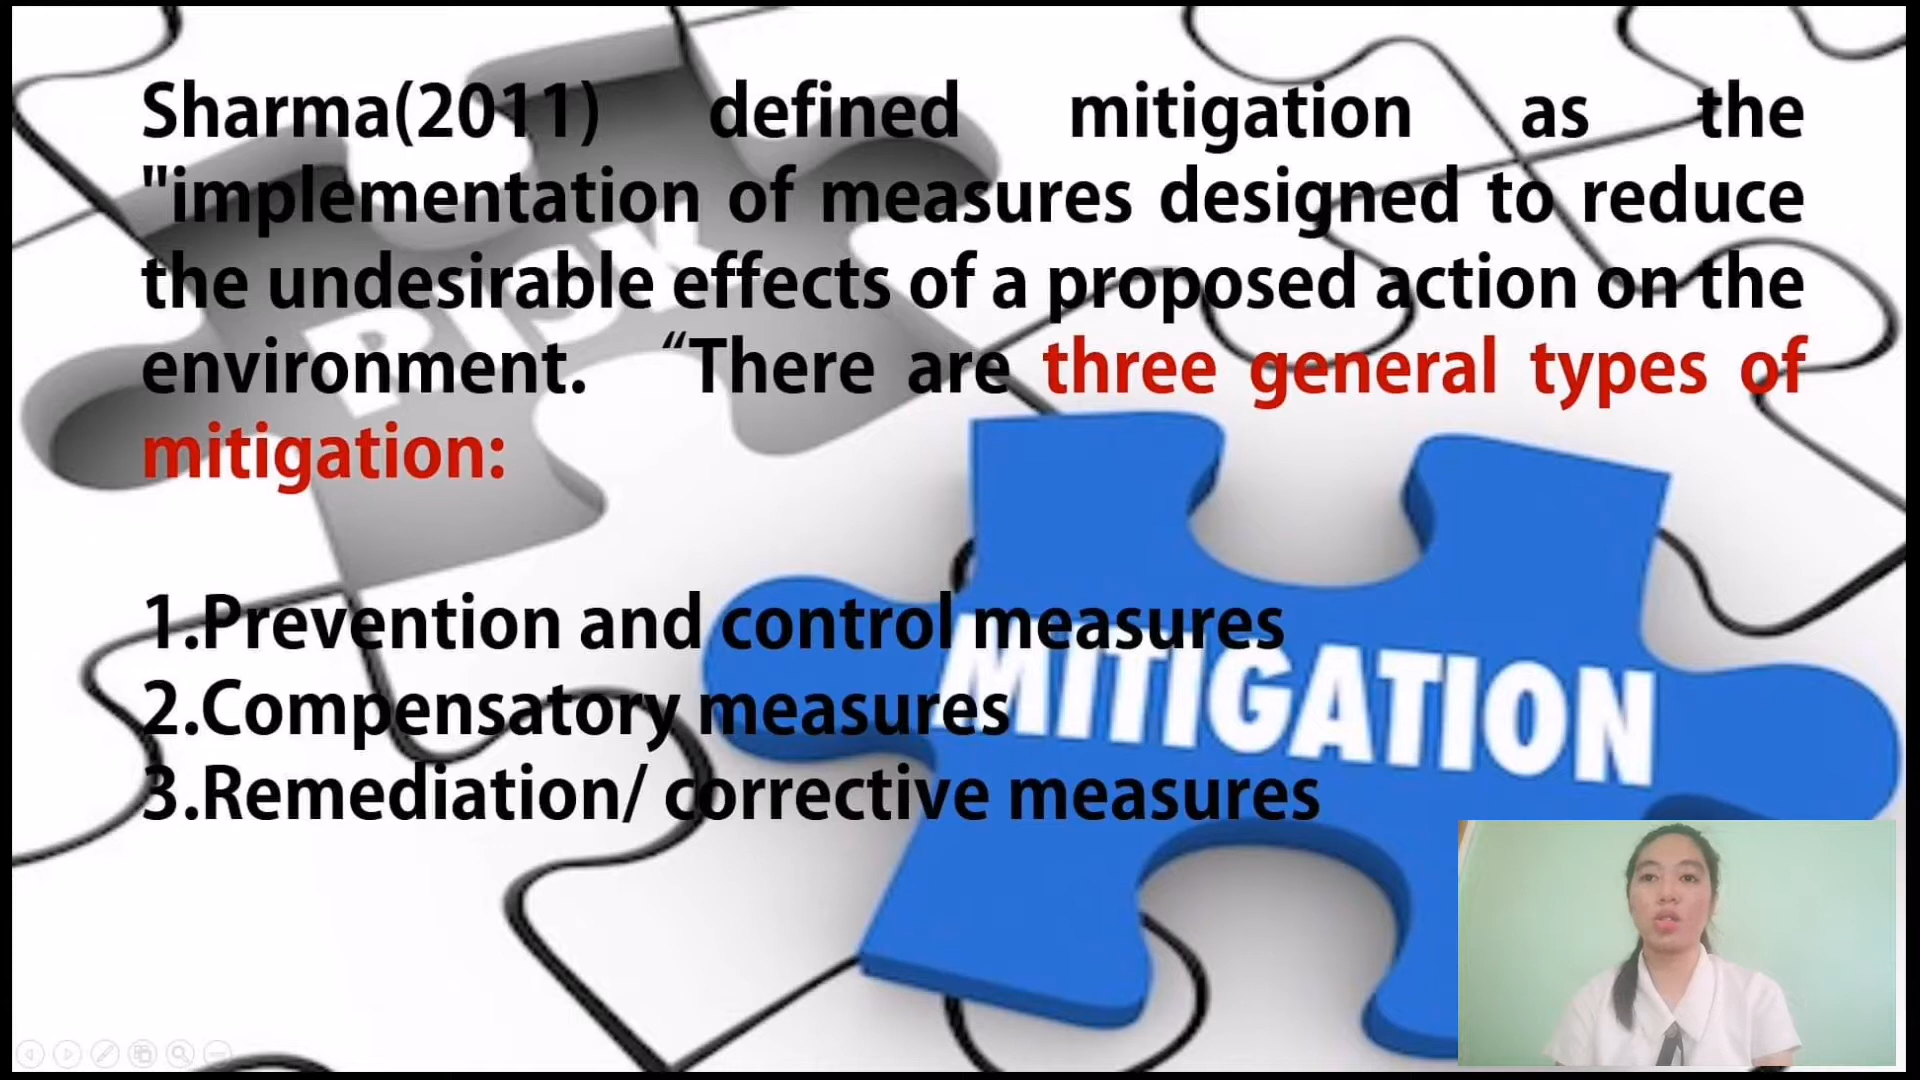 Sharma(2011) defined mitigation as the
"implementation of measures designed to reduce
the undesirable effects of a proposed action on the
environment. “There are three general types of
mitigation:
RISK
1.Prevention and control measures
2.Compensatory measures
3.Remediation/ corrective measures
MITIGATION